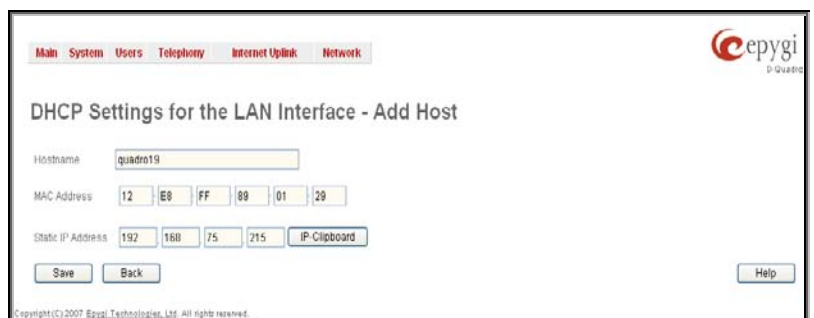 Main System Users Telephony Internet Uplink Network
epygi
D-Quadro
DHCP Settings for the LAN Interface - Add Host
Hostname quadro19
MAC Address 12 : E8 : FF : 89 : 01 : 29
Static IP Address 192 . 168 . 75 . 215 IP-Clipboard
Save Back Help
Copyright (C) 2007 Epygi Technologies, Ltd. All rights reserved.